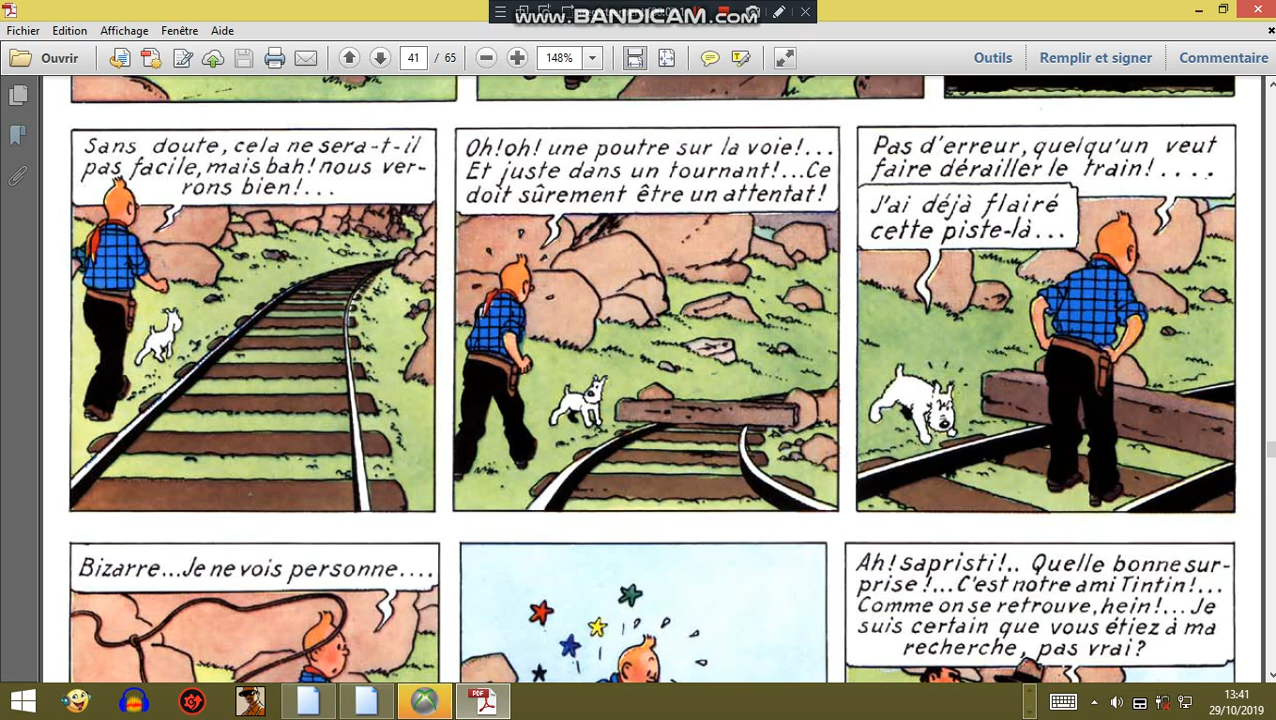 www.BANDICAM.com
Fichier Edition Affichage Fenêtre Aide
Ouvrir 41 / 65 148% Outils Remplir et signer Commentaire
Sans doute, cela ne sera-t-il
pas facile, mais bah! nous ver-
rons bien!...
Oh! oh! une poutre sur la voie!...
Et juste dans un tournant!...Ce
doit sûrement être un attentat!
Pas d'erreur, quelqu'un veut
faire dérailler le train!....
J'ai déjà flairé
cette piste-là...
Bizarre...Je ne vois personne....
Ah! sapristi!.. Quelle bonne sur-
prise!...C'est notre ami Tintin!...
Comme on se retrouve, hein!...Je
suis certain que vous étiez à ma
recherche, pas vrai?
PDF
13:41
29/10/2019